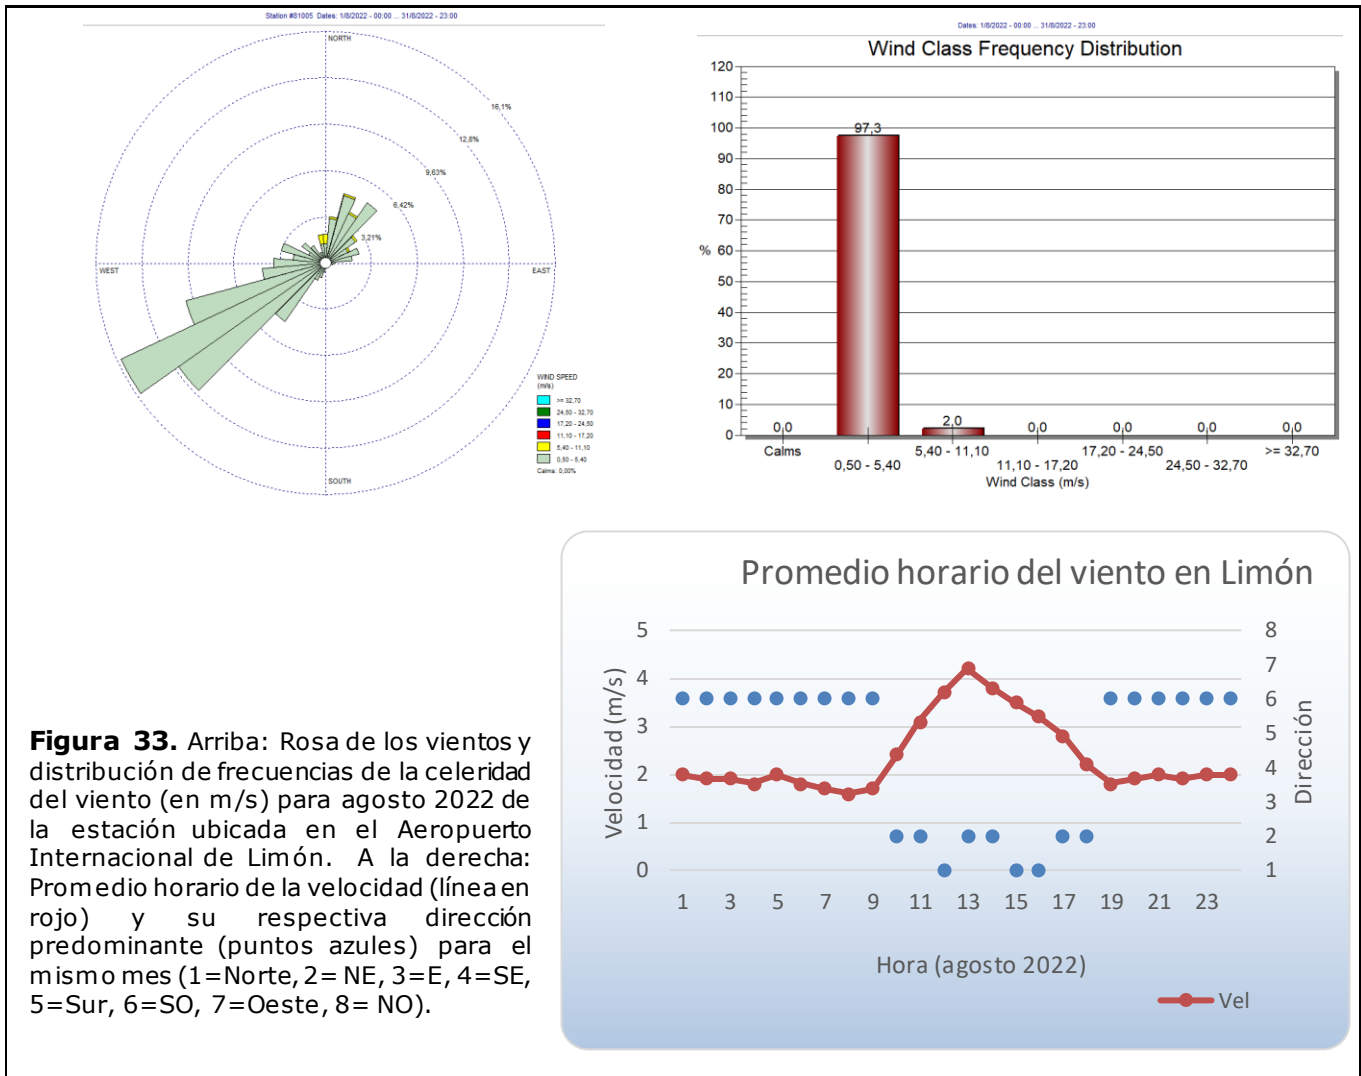 Station #81005 Dates: 1/8/2022 - 00:00 ... 31/8/2022 - 23:00
NORTH
16,1%
12,8%
9,63%
6,42%
3,21%
WEST
EAST
SOUTH
WIND SPEED
(m/s)
>= 32,70
24,50 - 32,70
17,20 - 24,50
11,10 - 17,20
5,40 - 11,10
0,50 - 5,40
Calms: 0,00%
Dates: 1/8/2022 - 00:00 ... 31/8/2022 - 23:00
Wind Class Frequency Distribution
120
110
100
90
80
70
60
50
40
30
20
10
0
%
0,0
97,3
2,0
0,0
0,0
0,0
0,0
Calms
0,50 - 5,40
5,40 - 11,10
11,10 - 17,20
17,20 - 24,50
24,50 - 32,70
>= 32,70
Wind Class (m/s)
Promedio horario del viento en Limón
Velocidad (m/s)
5
4
3
2
1
0
8
7
6
5
4
3
2
1
Dirección
1 3 5 7 9 11 13 15 17 19 21 23
Hora (agosto 2022)
Vel
Figura 33. Arriba: Rosa de los vientos y
distribución de frecuencias de la celeridad
del viento (en m/s) para agosto 2022 de
la estación ubicada en el Aeropuerto
Internacional de Limón. A la derecha:
Promedio horario de la velocidad (línea en
rojo) y su respectiva dirección
predominante (puntos azules) para el
mismo mes (1=Norte, 2= NE, 3=E, 4=SE,
5=Sur, 6=SO, 7=Oeste, 8= NO).